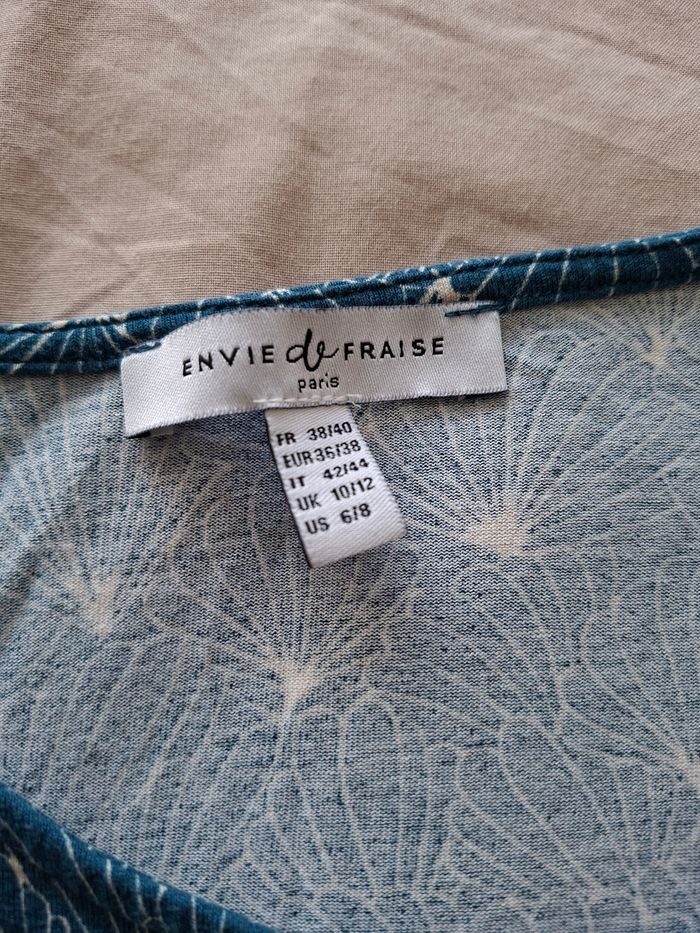 ENVIE de FRAISE
paris
FR 38/40
EUR 36/38
IT 42/44
UK 10/12
US 6/8